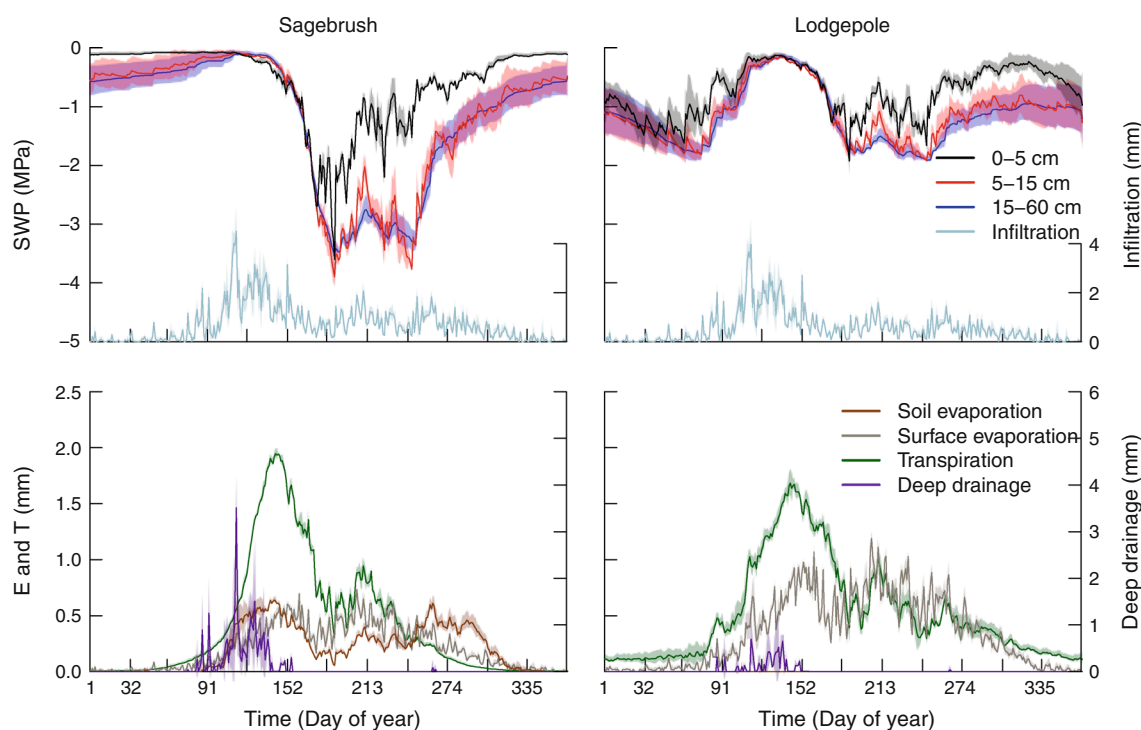 Sagebrush
Lodgepole
SWP (MPa)
0
−1
−2
−3
−4
−5
0–5 cm
5–15 cm
15–60 cm
Infiltration
Infiltration (mm)
4
2
0
E and T (mm)
2.5
2.0
1.5
1.0
0.5
0.0
Soil evaporation
Surface evaporation
Transpiration
Deep drainage
Deep drainage (mm)
6
5
4
3
2
1
0
1 32 91 152 213 274 335
1 32 91 152 213 274 335
Time (Day of year)
Time (Day of year)